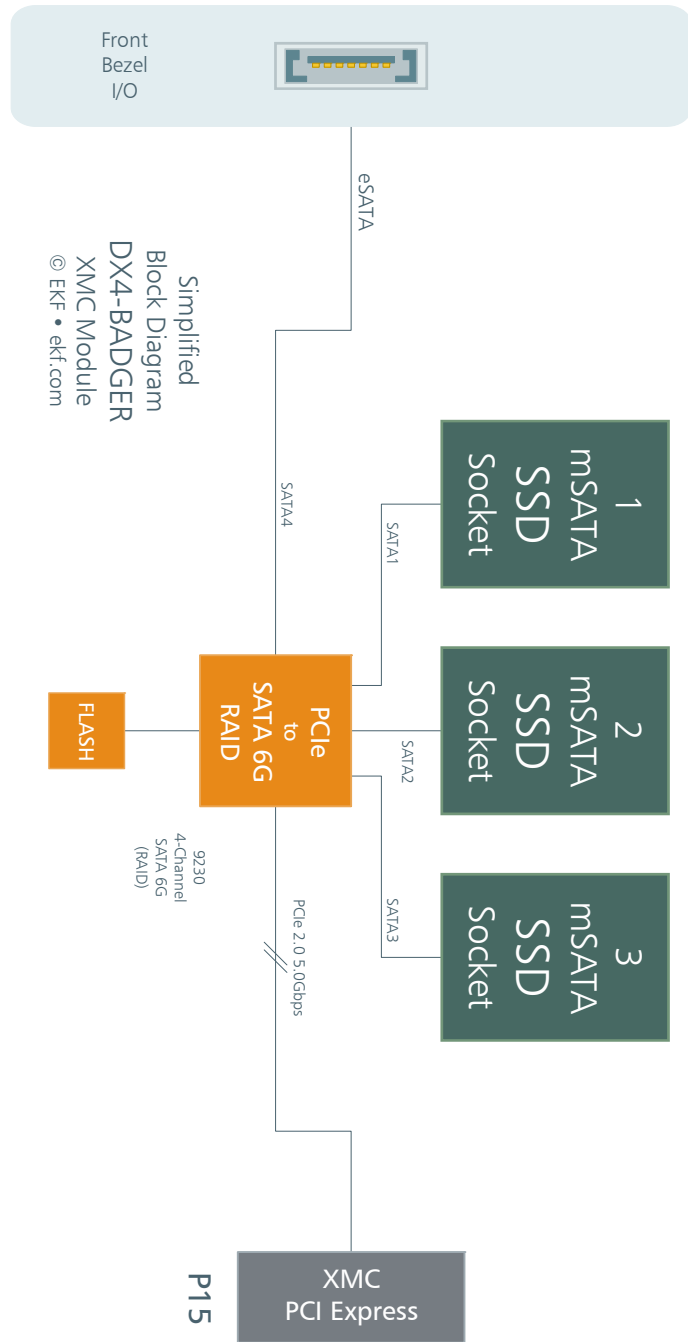 Front
Bezel
I/O
eSATA
Simplified
Block Diagram
DX4-BADGER
XMC Module
© EKF • ekf.com
SATA4
1
mSATA
SSD
Socket
SATA1
2
mSATA
SSD
Socket
SATA2
3
mSATA
SSD
Socket
SATA3
PCIe
to
SATA 6G
RAID
FLASH
9230
4-Channel
SATA 6G
(RAID)
PCIe 2.0 5.0Gbps
P15
XMC
PCI Express